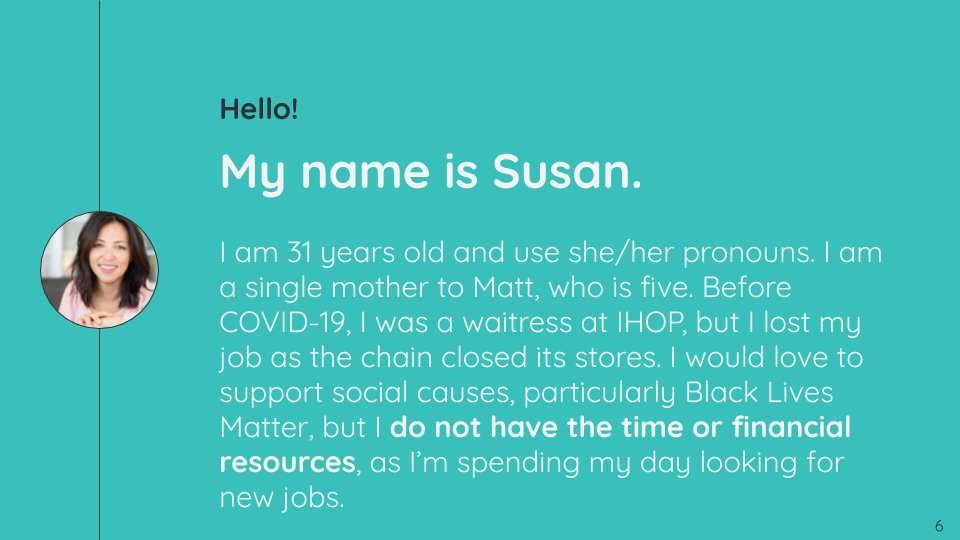 Hello!
My name is Susan.
I am 31 years old and use she/her pronouns. I am
a single mother to Matt, who is five. Before
COVID-19, I was a waitress at IHOP, but I lost my
job as the chain closed its stores. I would love to
support social causes, particularly Black Lives
Matter, but I do not have the time or financial
resources, as I’m spending my day looking for
new jobs.
6